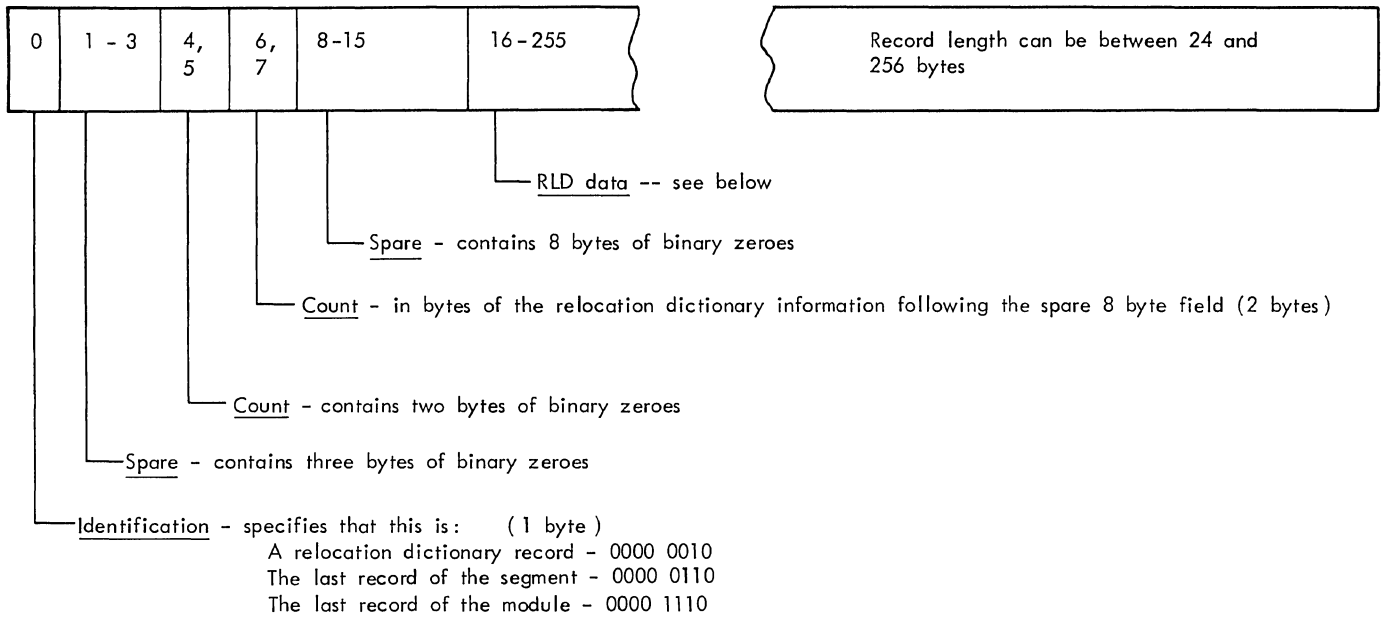 0
1 - 3
4,
5
6,
7
8-15
16-255
Record length can be between 24 and
256 bytes
RLD data -- see below
Spare - contains 8 bytes of binary zeroes
Count - in bytes of the relocation dictionary information following the spare 8 byte field (2 bytes)
Count - contains two bytes of binary zeroes
Spare - contains three bytes of binary zeroes
Identification - specifies that this is: (1 byte)
A relocation dictionary record - 0000 0010
The last record of the segment - 0000 0110
The last record of the module - 0000 1110